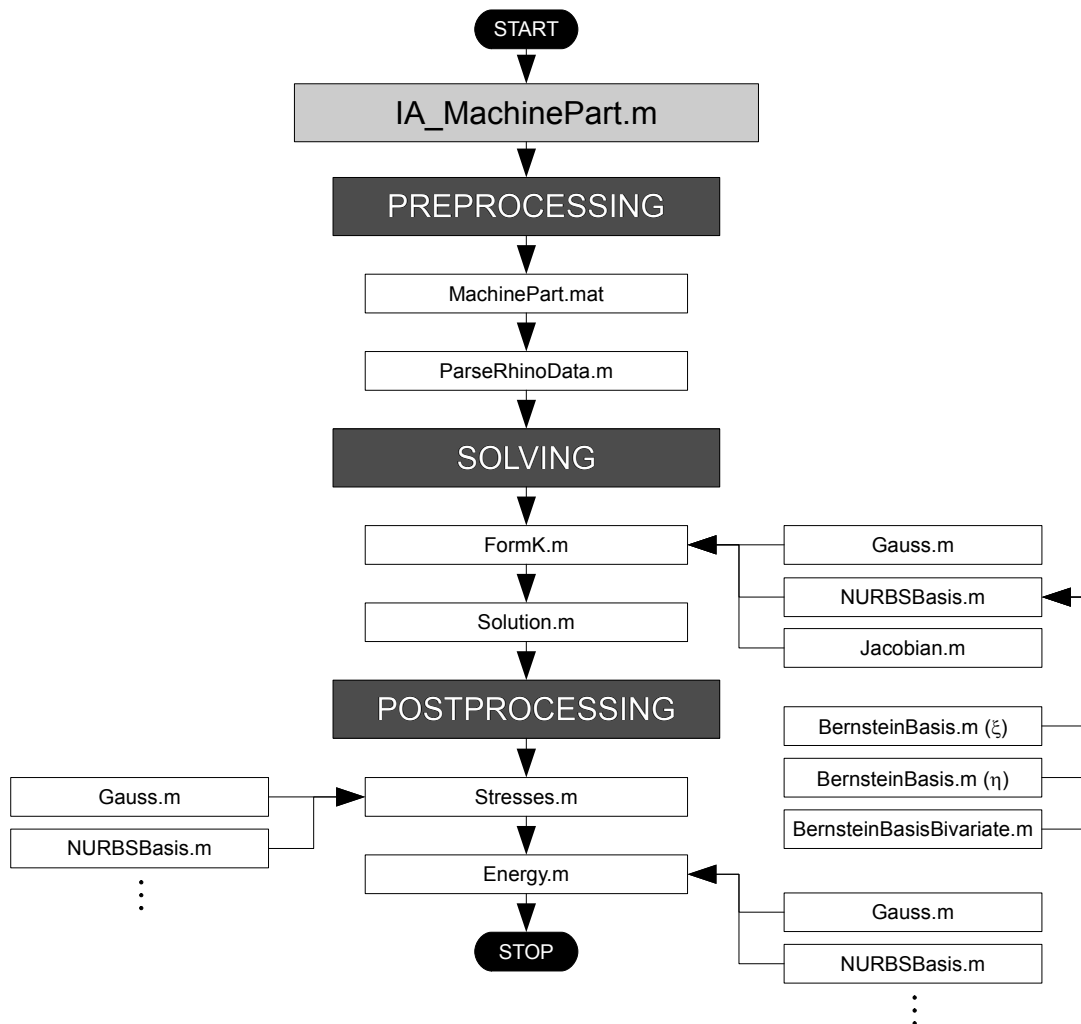 START
IA_MachinePart.m
PREPROCESSING
MachinePart.mat
ParseRhinoData.m
SOLVING
FormK.m
Gauss.m
NURBSBasis.m
Solution.m
Jacobian.m
POSTPROCESSING
BernsteinBasis.m (ξ)
BernsteinBasis.m (η)
BernsteinBasisBivariate.m
Gauss.m
Stresses.m
NURBSBasis.m
Energy.m
Gauss.m
STOP
NURBSBasis.m